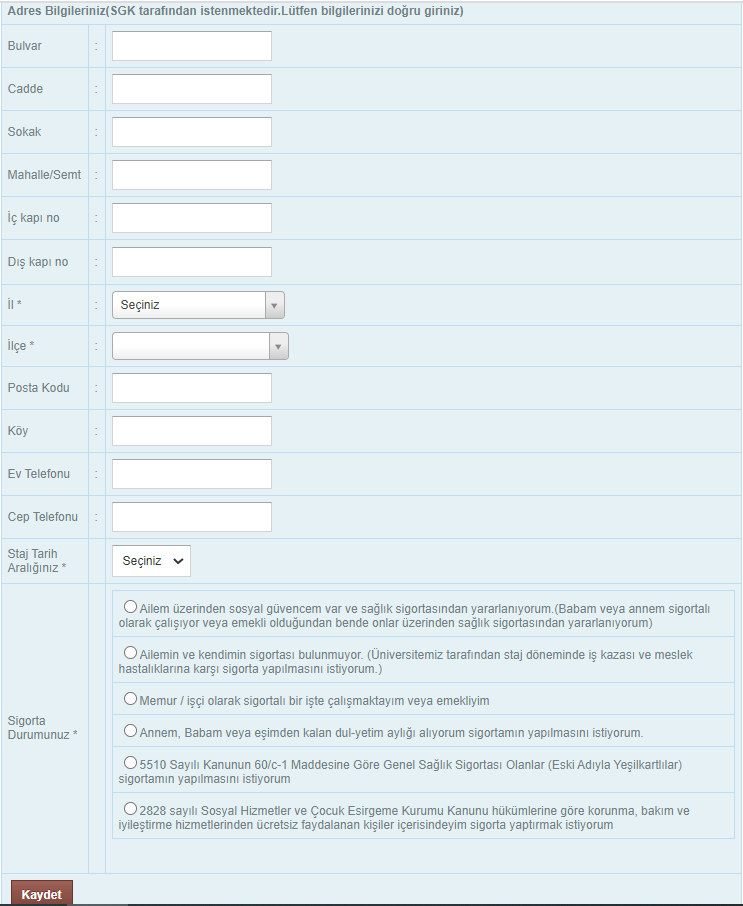 Adres Bilgileriniz(SGK tarafından istenmektedir.Lütfen bilgilerinizi doğru giriniz)
Bulvar :
Cadde :
Sokak :
Mahalle/Semt :
İç kapı no :
Dış kapı no :
İl * : Seçiniz
İlçe * :
Posta Kodu :
Köy :
Ev Telefonu :
Cep Telefonu :
Staj Tarih
Aralığınız * Seçiniz
Sigorta
Durumunuz *
Ailem üzerinden sosyal güvencem var ve sağlık sigortasından yararlanıyorum.(Babam veya annem sigortalı
olarak çalışıyor veya emekli olduğundan bende onlar üzerinden sağlık sigortasından yararlanıyorum)
Ailemin ve kendimin sigortası bulunmuyor. (Üniversitemiz tarafından staj döneminde iş kazası ve meslek
hastalıklarına karşı sigorta yapılmasını istiyorum.)
Memur / işçi olarak sigortalı bir işte çalışmaktayım veya emekliyim
Annem, Babam veya eşimden kalan dul-yetim aylığı alıyorum sigortamın yapılmasını istiyorum.
5510 Sayılı Kanunun 60/c-1 Maddesine Göre Genel Sağlık Sigortası Olanlar (Eski Adıyla Yeşilkartlılar)
sigortamın yapılmasını istiyorum
2828 sayılı Sosyal Hizmetler ve Çocuk Esirgeme Kurumu Kanunu hükümlerine göre korunma, bakım ve
iyileştirme hizmetlerinden ücretsiz faydalanan kişiler içerisindeyim sigorta yaptırmak istiyorum
Kaydet